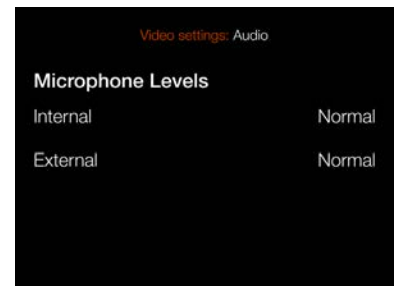 Video settings: Audio
Microphone Levels
Internal Normal
External Normal